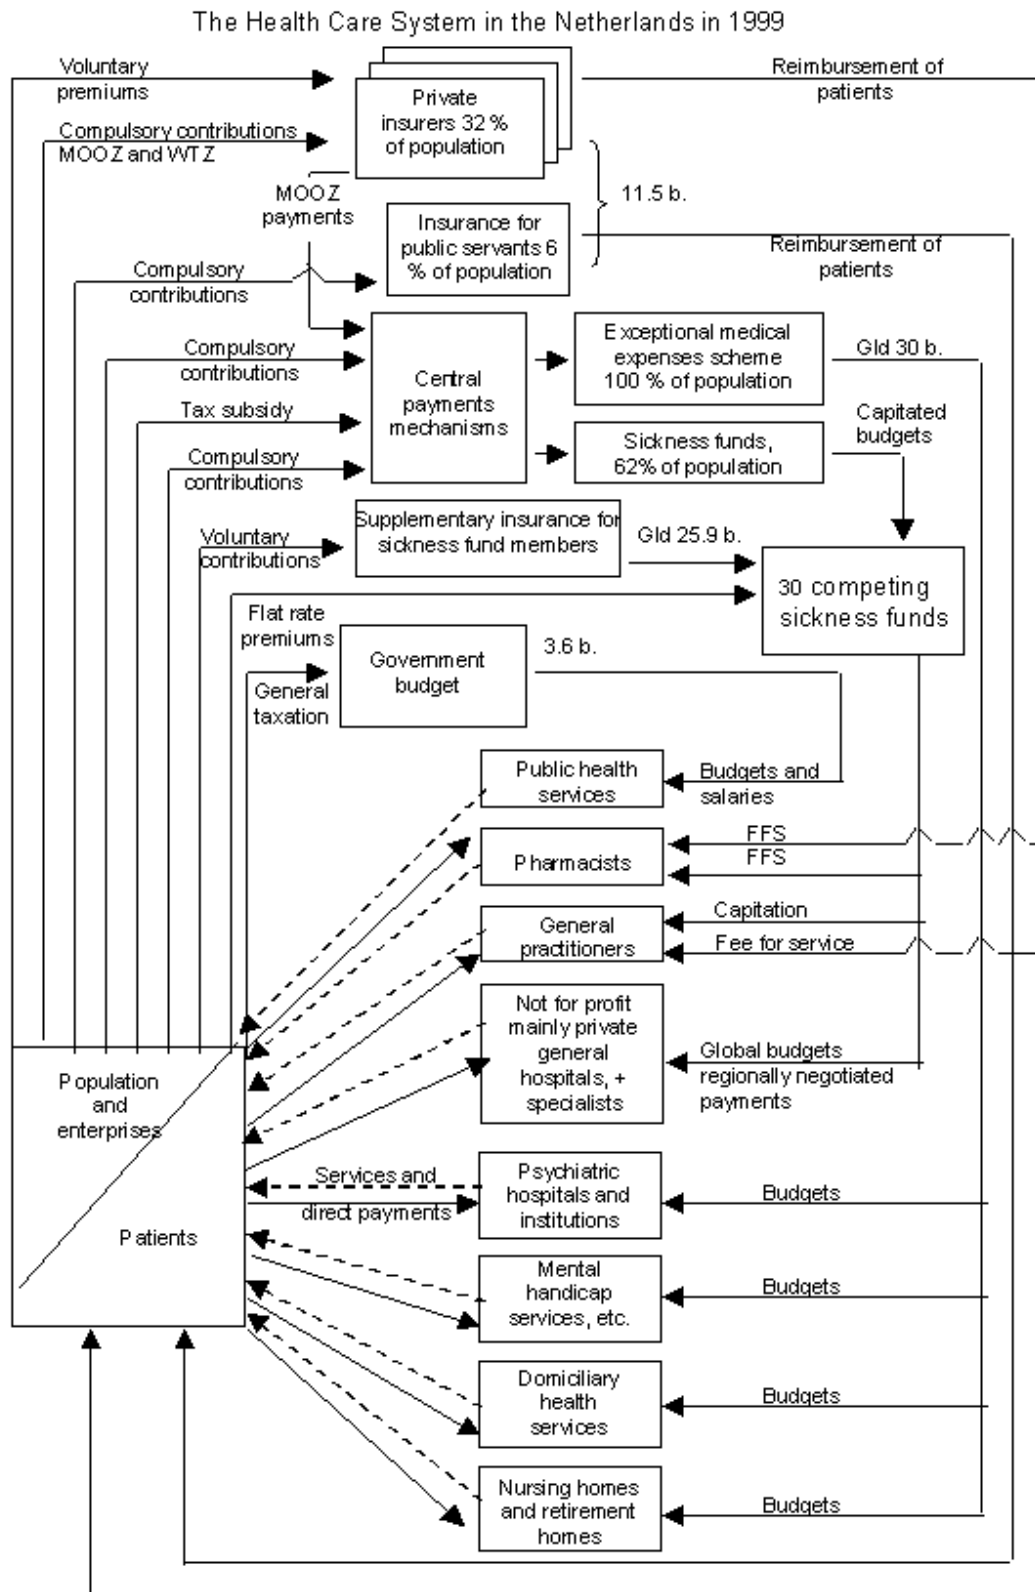 The Health Care System in the Netherlands in 1999
Voluntary
premiums
Private
insurers 32 %
of population
Reimbursement of
patients
Compulsory contributions
MOOZ and WTZ
MOOZ
payments
11.5 b.
Insurance for
public servants 6
% of population
Reimbursement of
patients
Compulsory
contributions
Compulsory
contributions
Central
payments
mechanisms
Exceptional medical
expenses scheme
100 % of population
Gld 30 b.
Tax subsidy
Sickness funds,
62% of population
Capitated
budgets
Compulsory
contributions
Voluntary
contributions
Supplementary insurance for
sickness fund members
Gld 25.9 b.
30 competing
sickness funds
Flat rate
premiums
General
taxation
Government
budget
3.6 b.
Public health
services
Budgets and
salaries
Pharmacists
FFS
FFS
General
practitioners
Capitation
Fee for service
Not for profit
mainly private
general
hospitals, +
specialists
Global budgets
regionally negotiated
payments
Population
and
enterprises
Patients
Services and
direct payments
Psychiatric
hospitals and
institutions
Budgets
Mental
handicap
services, etc.
Budgets
Domiciliary
health
services
Budgets
Nursing homes
and retirement
homes
Budgets